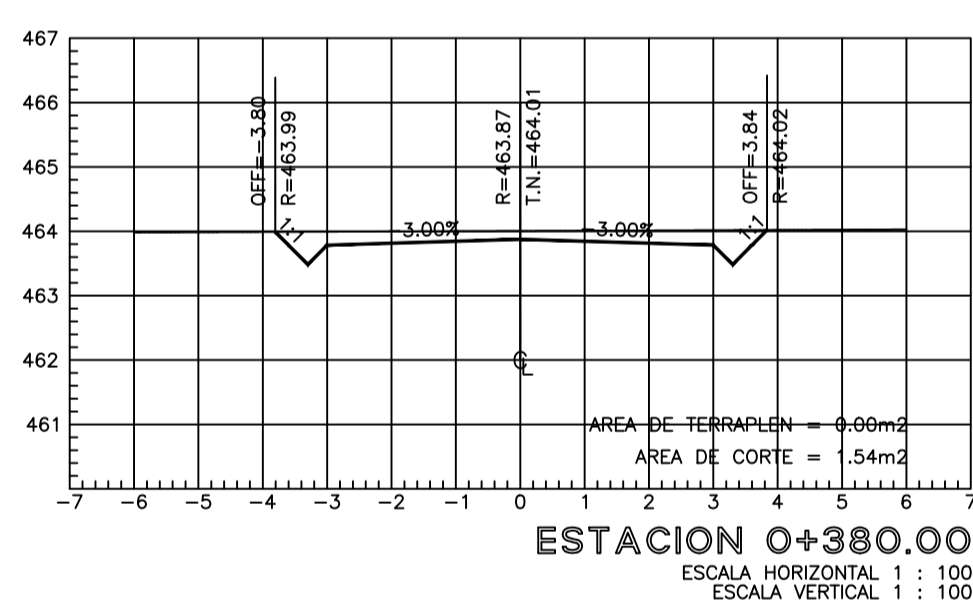 467
466
465
464
463
462
461
OFF=-3.80
R=463.99
R=463.87
T.N.=464.01
OFF=3.84
R=464.02
1:1
-3.00%
-3.00%
1:1
CL
AREA DE TERRAPLEN = 0.00m2
AREA DE CORTE = 1.54m2
-7 -6 -5 -4 -3 -2 -1 0 1 2 3 4 5 6 7
ESTACION 0+380.00
ESCALA HORIZONTAL 1 : 100
ESCALA VERTICAL 1 : 100